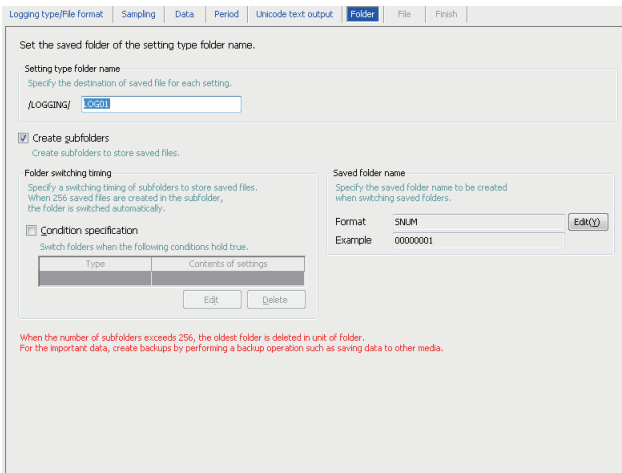 Logging type/File format Sampling Data Period Unicode text output Folder File Finish
Set the saved folder of the setting type folder name.
Setting type folder name
Specify the destination of saved file for each setting.
/LOGGING/ LOG01
Create subfolders
Create subfolders to store saved files.
Folder switching timing
Specify a switching timing of subfolders to store saved files.
When 256 saved files are created in the subfolder,
the folder is switched automatically.
Condition specification
Switch folders when the following conditions hold true.
Type Contents of settings
Edit Delete
Saved folder name
Specify the saved folder name to be created
when switching saved folders.
Format SNUM Edit(Y)
Example 00000001
When the number of subfolders exceeds 256, the oldest folder is deleted in unit of folder.
For the important data, create backups by performing a backup operation such as saving data to other media.